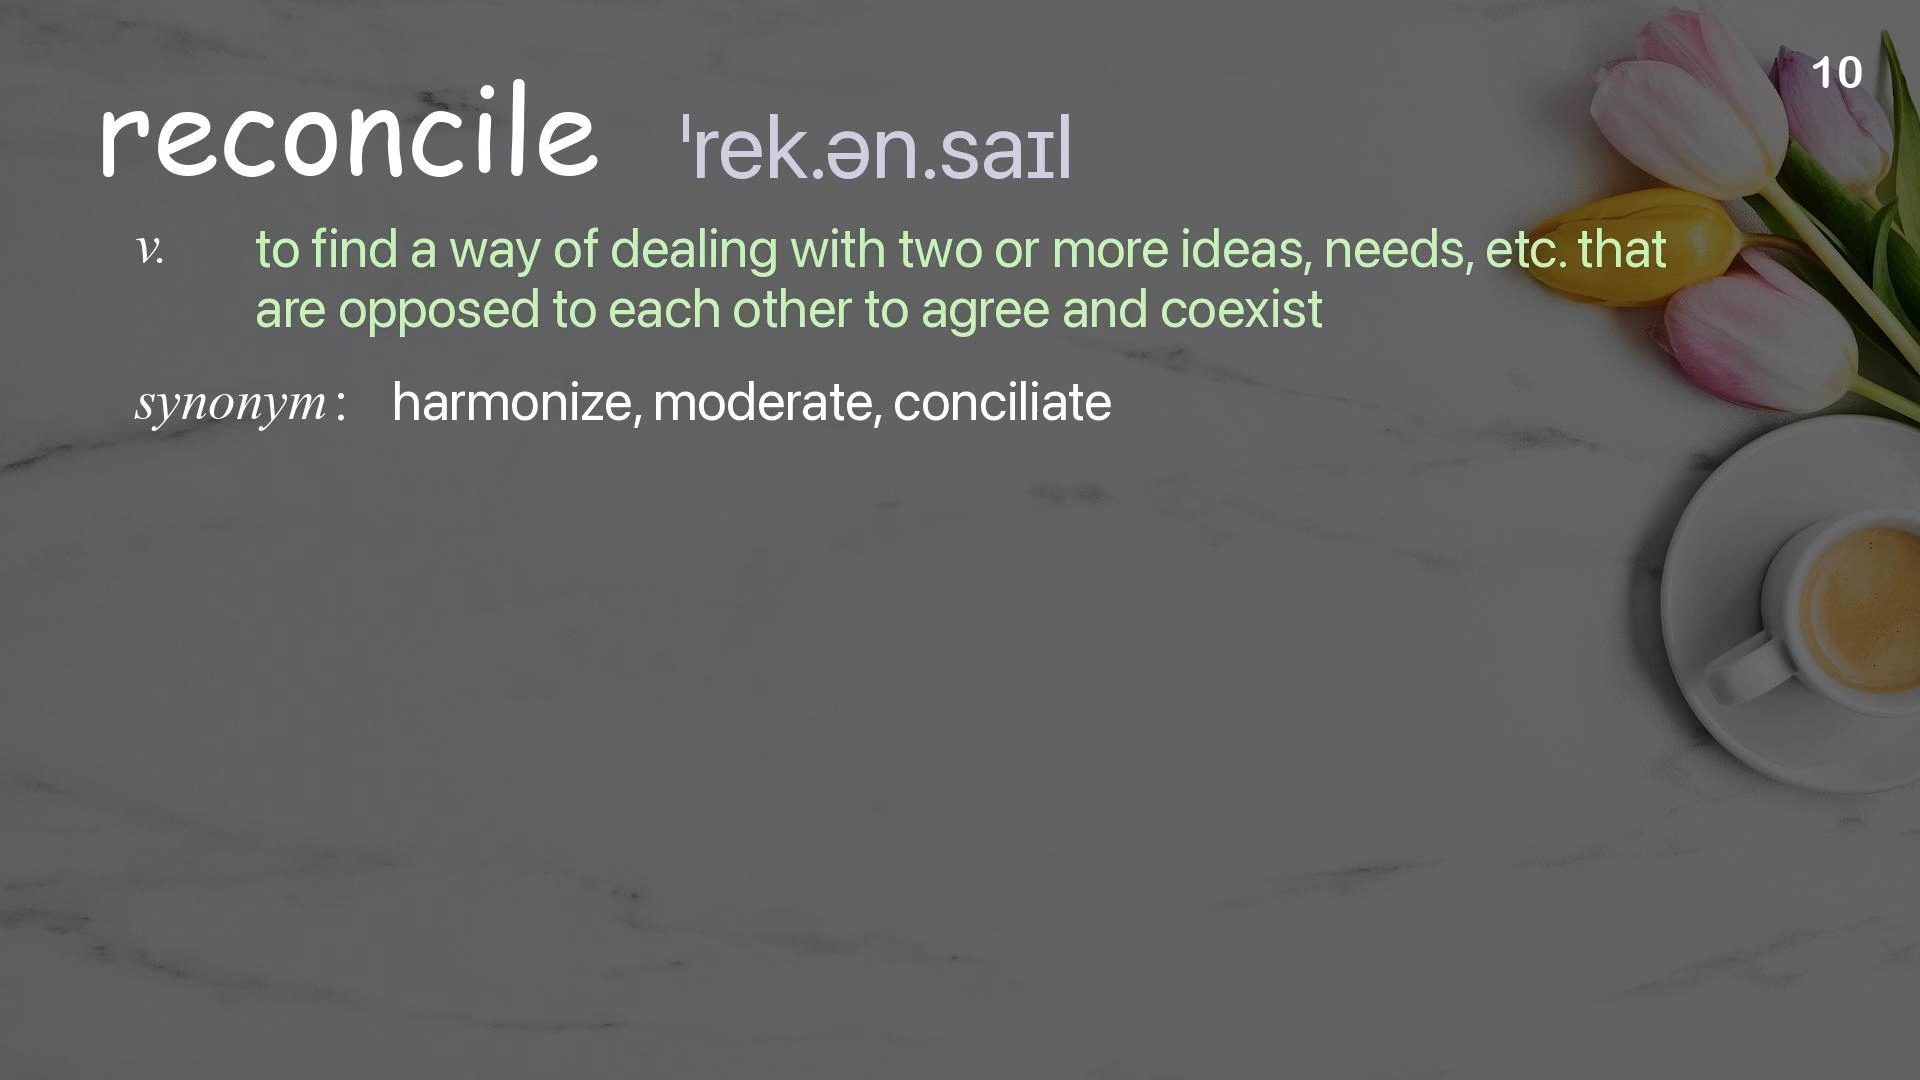 10
reconcile ˈrek.ən.saɪl
v. to find a way of dealing with two or more ideas, needs, etc. that
are opposed to each other to agree and coexist
synonym : harmonize, moderate, conciliate